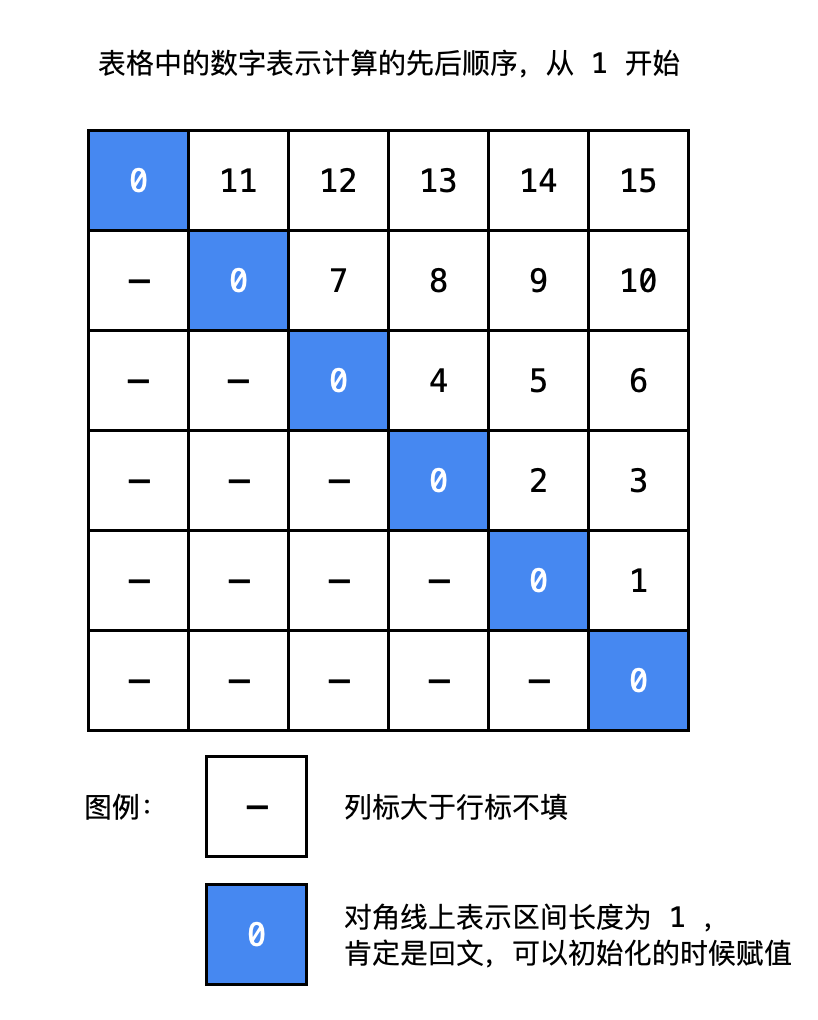 表格中的数字表示计算的先后顺序，从 1 开始
0 11 12 13 14 15
— 0 7 8 9 10
— — 0 4 5 6
— — — 0 2 3
— — — — 0 1
— — — — — 0
图例： — 列标大于行标不填
0 对角线上表示区间长度为 1 ，
肯定是回文，可以初始化的时候赋值